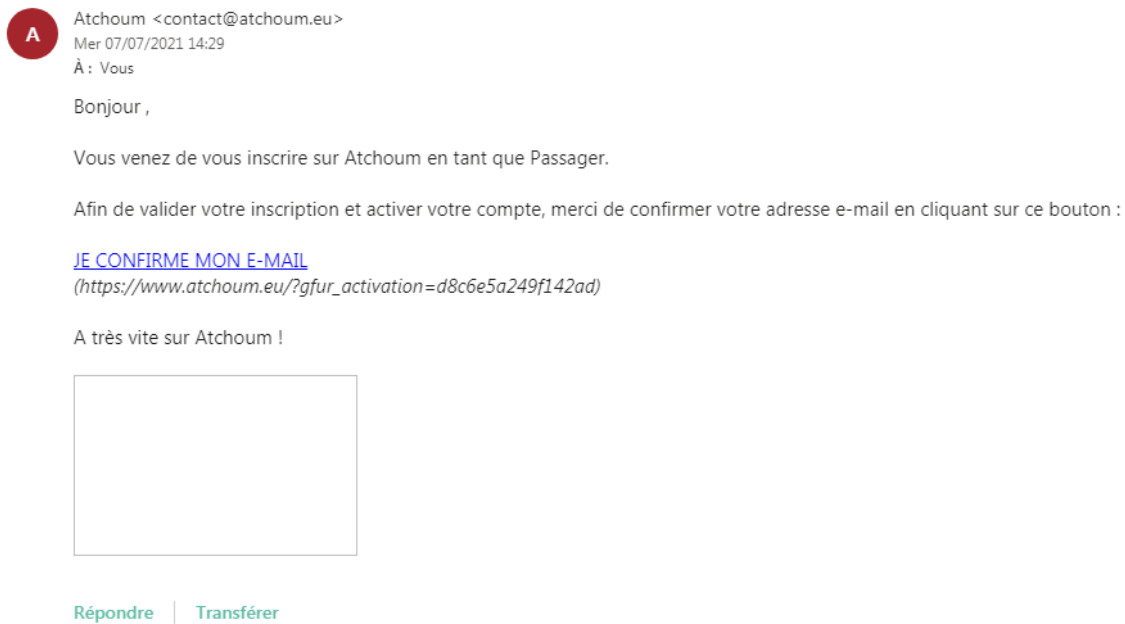 A
Atchoum <contact@atchoum.eu>
Mer 07/07/2021 14:29
À : Vous
Bonjour ,
Vous venez de vous inscrire sur Atchoum en tant que Passager.
Afin de valider votre inscription et activer votre compte, merci de confirmer votre adresse e-mail en cliquant sur ce bouton :
JE CONFIRME MON E-MAIL
(https://www.atchoum.eu/?gfur_activation=d8c6e5a249f142ad)
A très vite sur Atchoum !
Répondre | Transférer